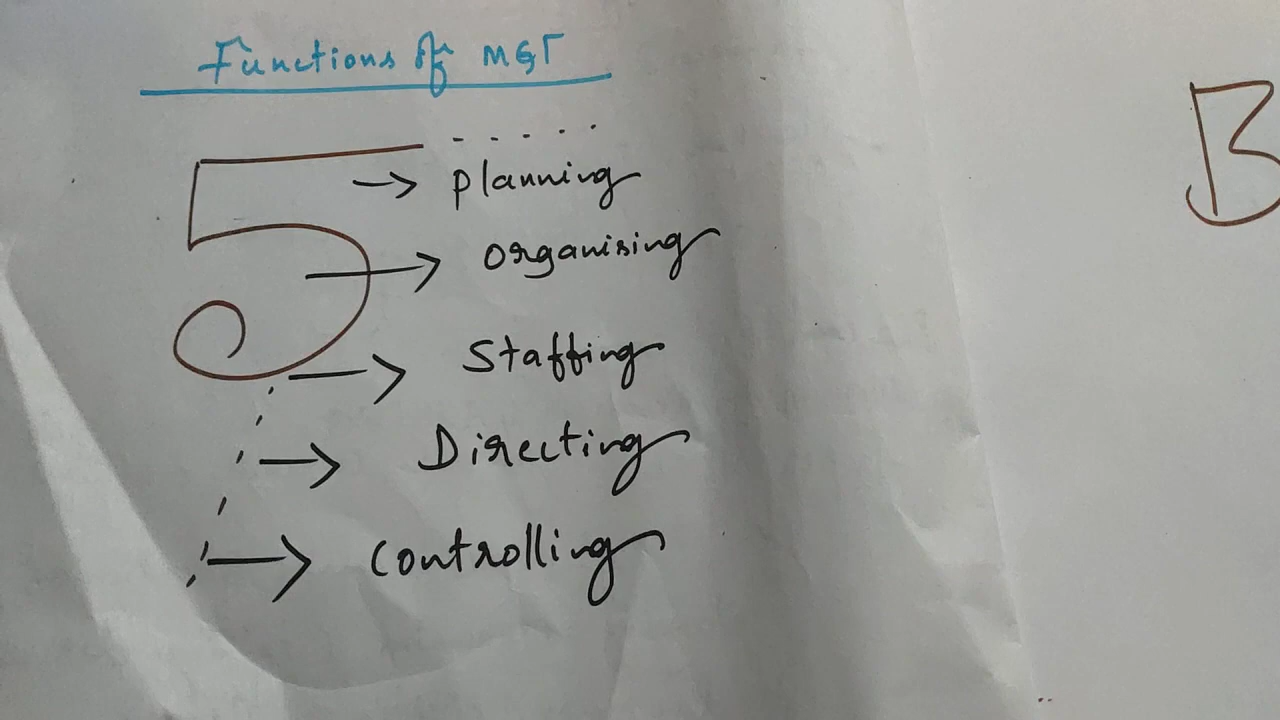 Functions of MGT
5
→ planning
→ organising
→ Staffing
→ Directing
→ controlling
B